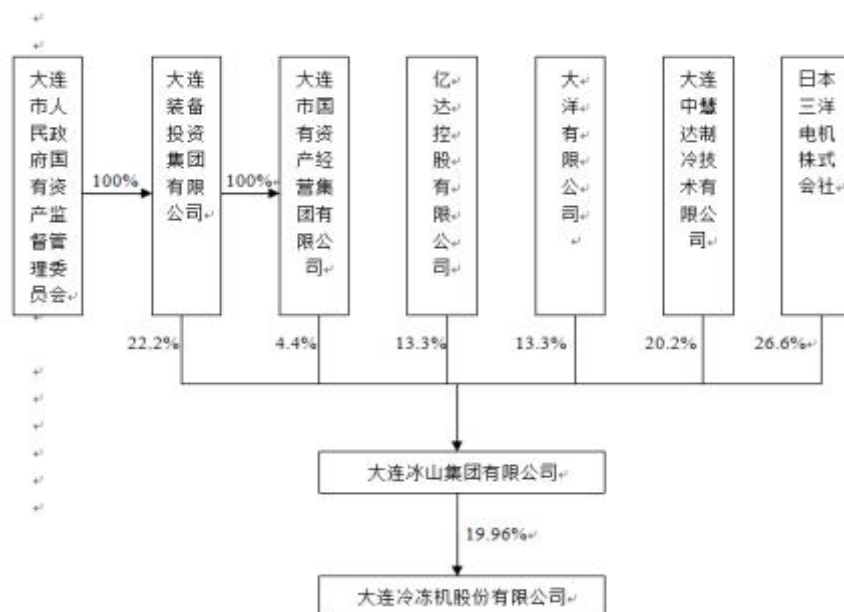 大连
市人
民政
府国
有资
产监
督管
理委
员会
100%
大连
装备
投资
集团
有限
公司
100%
大连
市国
有资
产经
营集
团有
限公
司
亿
达
控
股
有
限
公
司
大
洋
有
限
公
司
大连
中慧
达制
冷技
术有
限公
司
日本
三洋
电机
株式
会社
22.2%
4.4%
13.3%
13.3%
20.2%
26.6%
大连冰山集团有限公司
19.96%
大连冷冻机股份有限公司